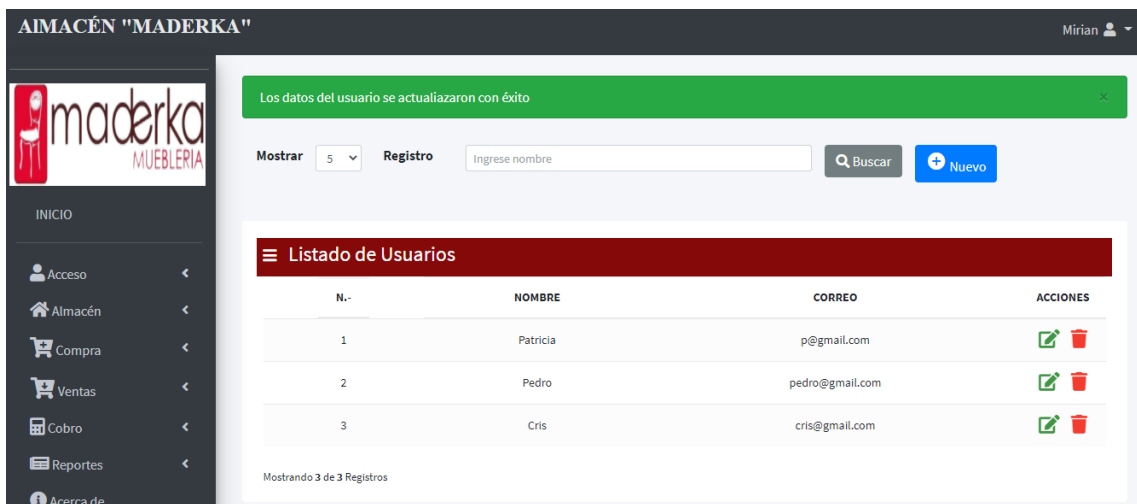 AlMACÉN "MADERKA"
Mirian
maderka
MUEBLERIA
INICIO
Acceso
Almacén
Compra
Ventas
Cobro
Reportes
Acerca de
Los datos del usuario se actualiazaron con éxito ×
Mostrar 5 Registro Ingrese nombre Buscar Nuevo
Listado de Usuarios
N.- NOMBRE CORREO ACCIONES
1 Patricia p@gmail.com
2 Pedro pedro@gmail.com
3 Cris cris@gmail.com
Mostrando 3 de 3 Registros